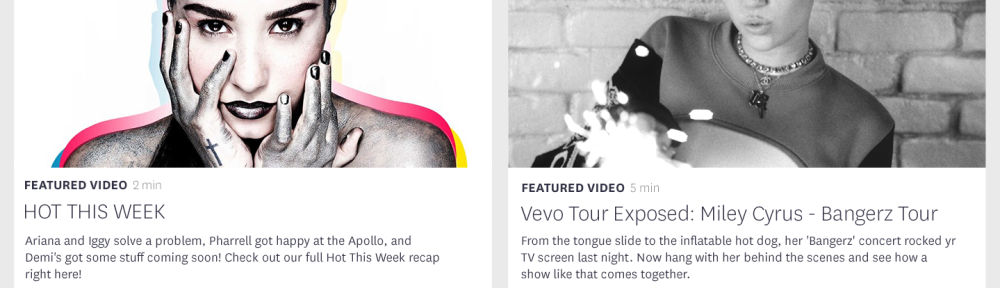 FEATURED VIDEO 2 min
HOT THIS WEEK
Ariana and Iggy solve a problem, Pharrell got happy at the Apollo, and
Demi's got some stuff coming soon! Check out our full Hot This Week recap
right here!
FEATURED VIDEO 5 min
Vevo Tour Exposed: Miley Cyrus - Bangerz Tour
From the tongue slide to the inflatable hot dog, her 'Bangerz' concert rocked yr
TV screen last night. Now hang with her behind the scenes and see how a
show like that comes together.